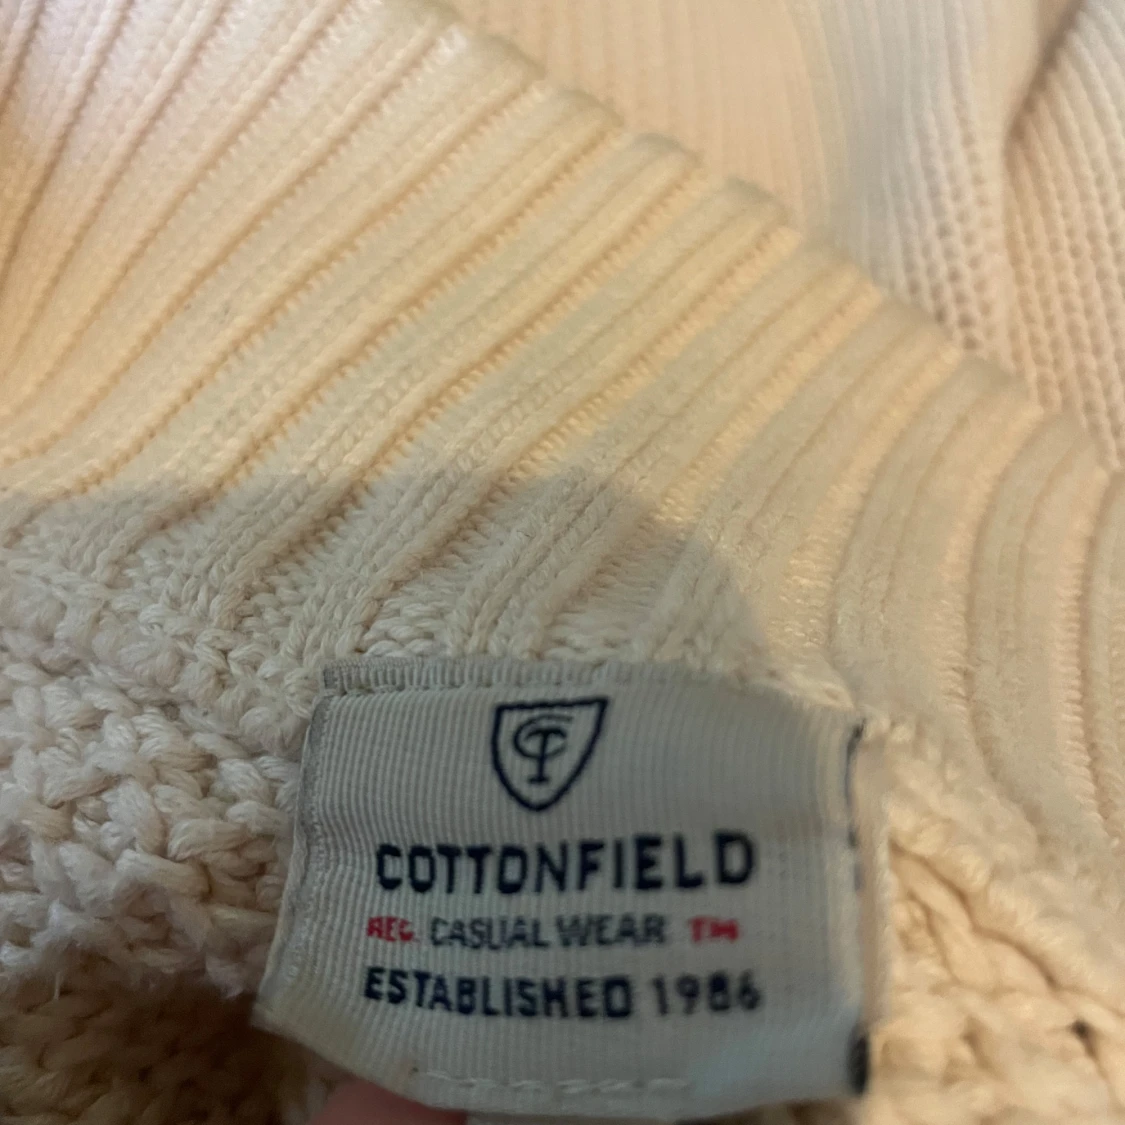 COTTONFIELD
REG. CASUAL WEAR TM
ESTABLISHED 1986